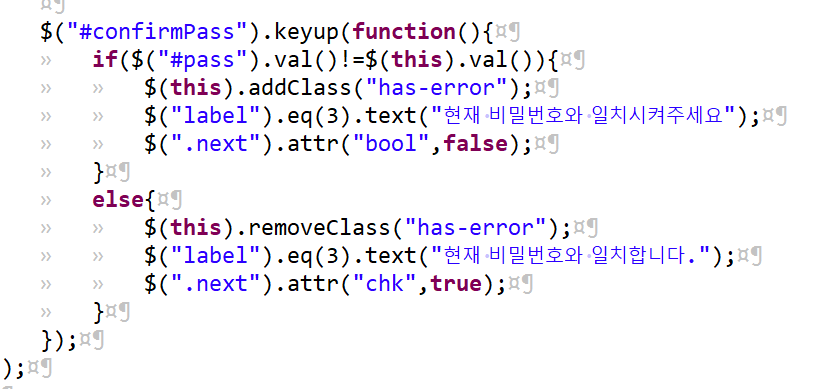 $("#confirmPass").keyup(function(){¤¶
» if($("#pass").val()!=$(this).val()){¤¶
» » $(this).addClass("has-error");¤¶
» » $("label").eq(3).text("현재·비밀번호와·일치시켜주세요");¤¶
» » $(".next").attr("bool",false);¤¶
» }¤¶
» else{¤¶
» » $(this).removeClass("has-error");¤¶
» » $("label").eq(3).text("현재·비밀번호와·일치합니다.");¤¶
» » $(".next").attr("chk",true);¤¶
» }¤¶
});¤¶
);¤¶